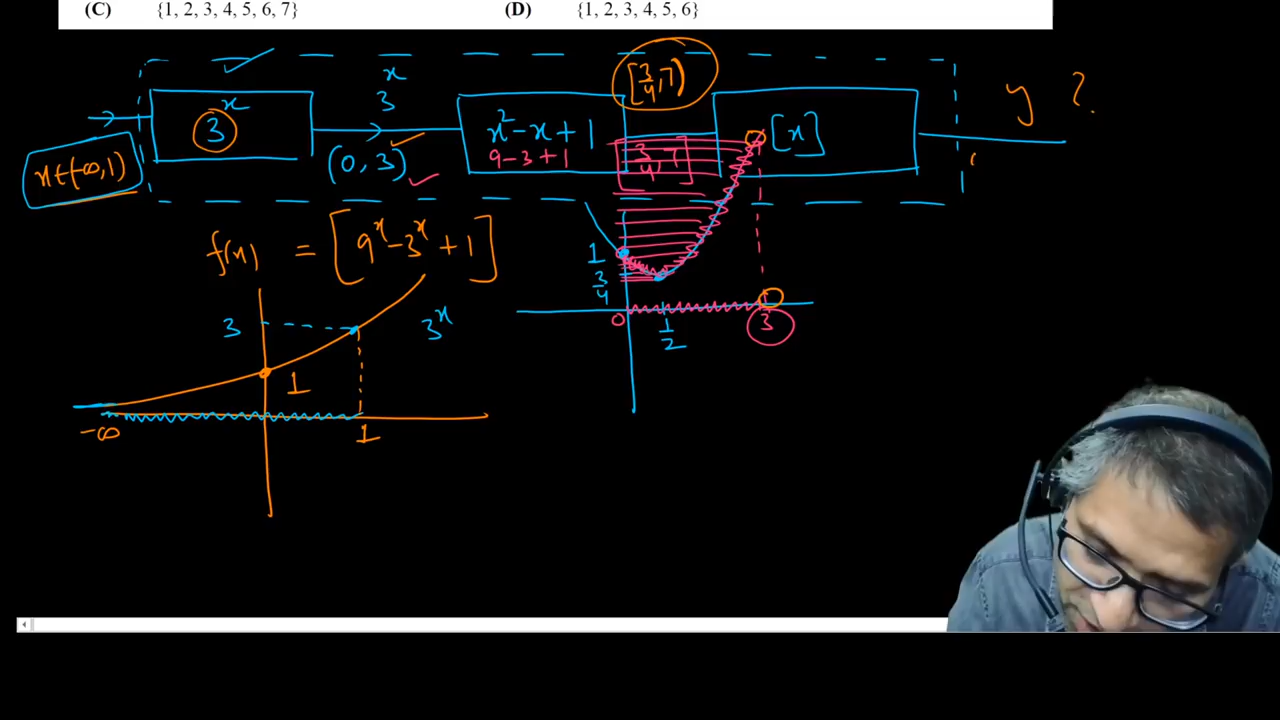 (C) {1, 2, 3, 4, 5, 6, 7} (D) {1, 2, 3, 4, 5, 6}
x∈(-∞,1)
3^x
3^x
(0, 3)
x²-x+1
9-3+1
[3/4,7)
[3/4,7]
[x]
y ?
f(x) = [9^x-3^x+1]
3
1
3^x
-∞
1
1
3/4
0
1/2
3